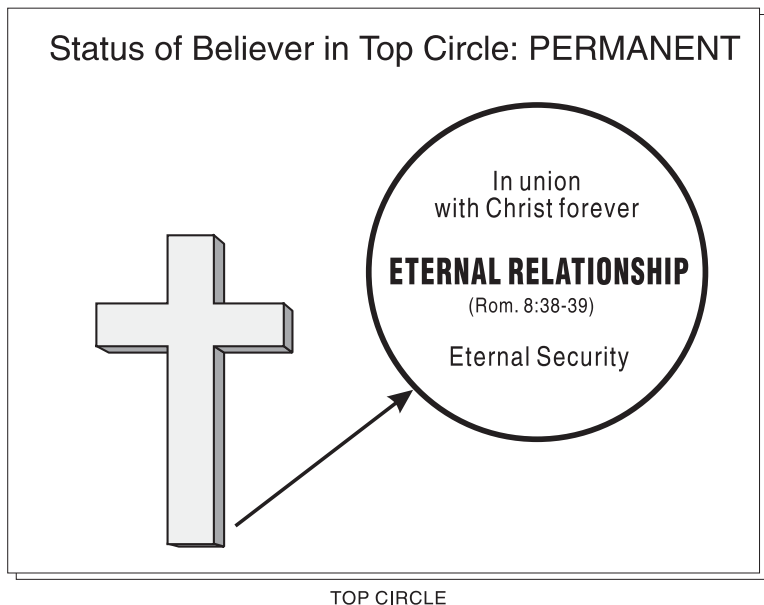 Status of Believer in Top Circle: PERMANENT
In union
with Christ forever
ETERNAL RELATIONSHIP
(Rom. 8:38-39)
Eternal Security
TOP CIRCLE